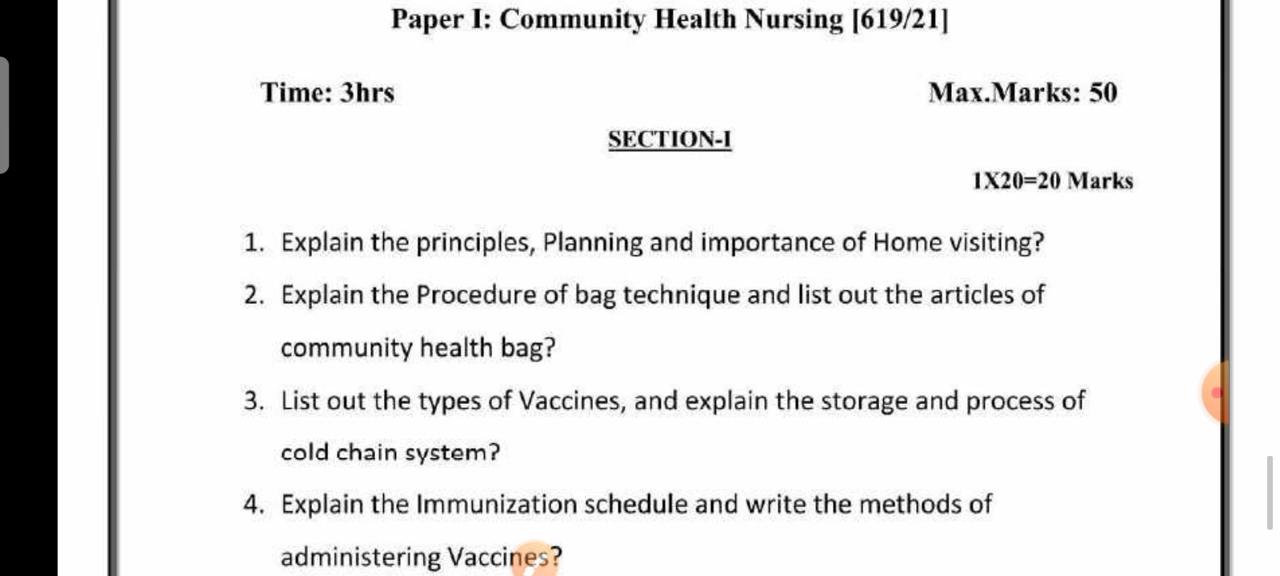 Paper I: Community Health Nursing [619/21]
Time: 3hrs Max.Marks: 50
SECTION-I
1X20=20 Marks
1. Explain the principles, Planning and importance of Home visiting?
2. Explain the Procedure of bag technique and list out the articles of
community health bag?
3. List out the types of Vaccines, and explain the storage and process of
cold chain system?
4. Explain the Immunization schedule and write the methods of
administering Vaccines?